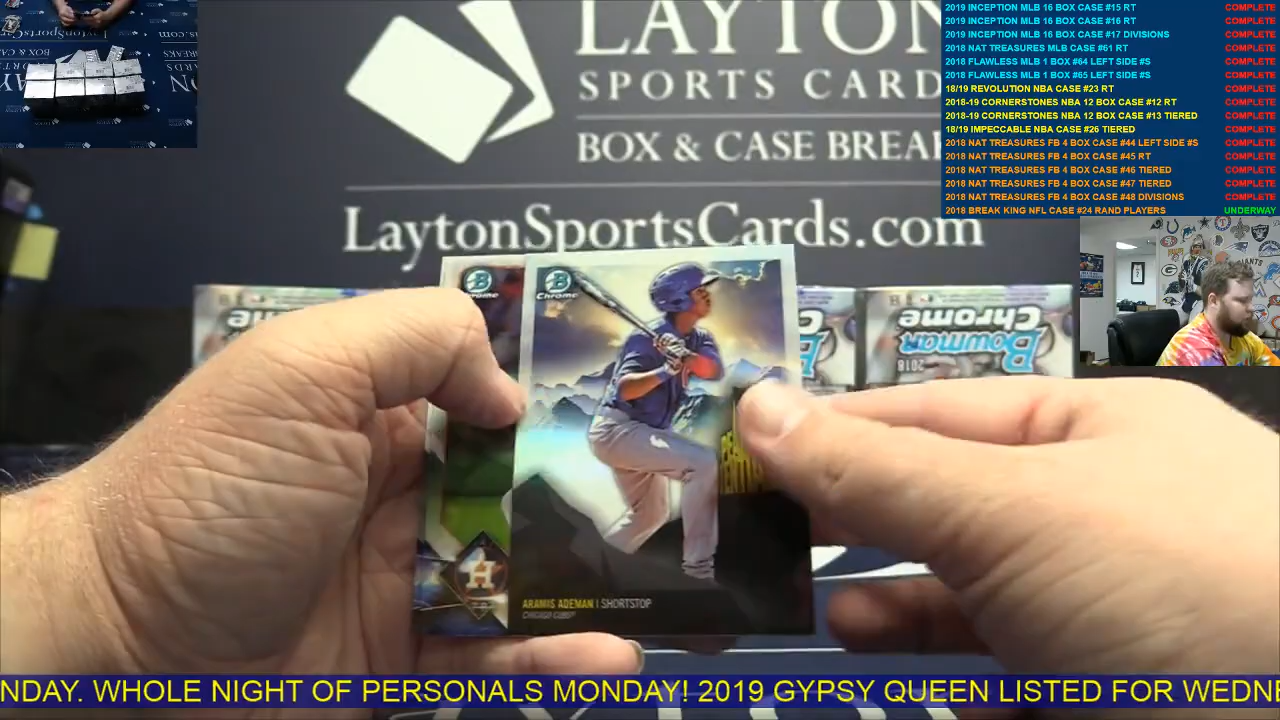 LAYTON
SPORTS CARD
BOX & CASE BREA
LaytonSportsCards.com
2019 INCEPTION MLB 16 BOX CASE #15 RT COMPLETE
2019 INCEPTION MLB 16 BOX CASE #16 RT COMPLETE
2019 INCEPTION MLB 16 BOX CASE #17 DIVISIONS COMPLETE
2018 NAT TREASURES MLB CASE #61 RT COMPLETE
2018 FLAWLESS MLB 1 BOX #64 LEFT SIDE #S COMPLETE
2018 FLAWLESS MLB 1 BOX #65 LEFT SIDE #S COMPLETE
18/19 REVOLUTION NBA CASE #23 RT COMPLETE
2018-19 CORNERSTONES NBA 12 BOX CASE #12 RT COMPLETE
2018-19 CORNERSTONES NBA 12 BOX CASE #13 TIERED COMPLETE
18/19 IMPECCABLE NBA CASE #26 TIERED COMPLETE
2018 NAT TREASURES FB 4 BOX CASE #44 LEFT SIDE #S COMPLETE
2018 NAT TREASURES FB 4 BOX CASE #45 RT COMPLETE
2018 NAT TREASURES FB 4 BOX CASE #46 TIERED COMPLETE
2018 NAT TREASURES FB 4 BOX CASE #47 TIERED COMPLETE
2018 NAT TREASURES FB 4 BOX CASE #48 DIVISIONS COMPLETE
2018 BREAK KING NFL CASE #24 RAND PLAYERS UNDERWAY
B
Chrome
Bowman
Chrome
2018
ARAMIS ADEMAN | SHORTSTOP
CHICAGO CUBS
H
NDAY. WHOLE NIGHT OF PERSONALS MONDAY! 2019 GYPSY QUEEN LISTED FOR WEDNE